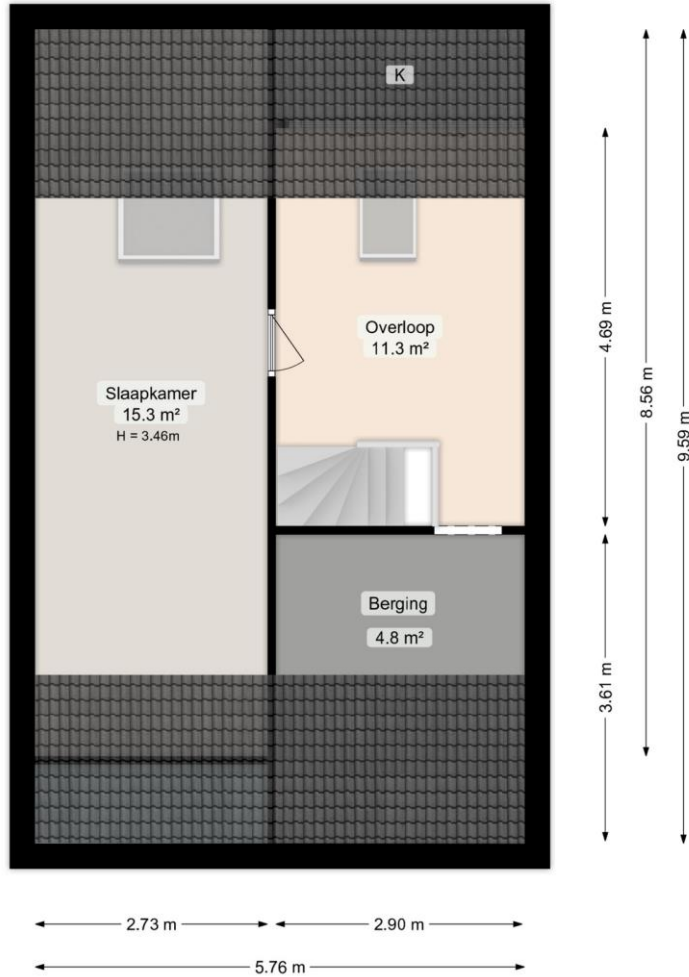 K
Overloop
11.3 m²
Slaapkamer
15.3 m²
H = 3.46m
Berging
4.8 m²
4.69 m
8.56 m
9.59 m
3.61 m
2.73 m
2.90 m
5.76 m